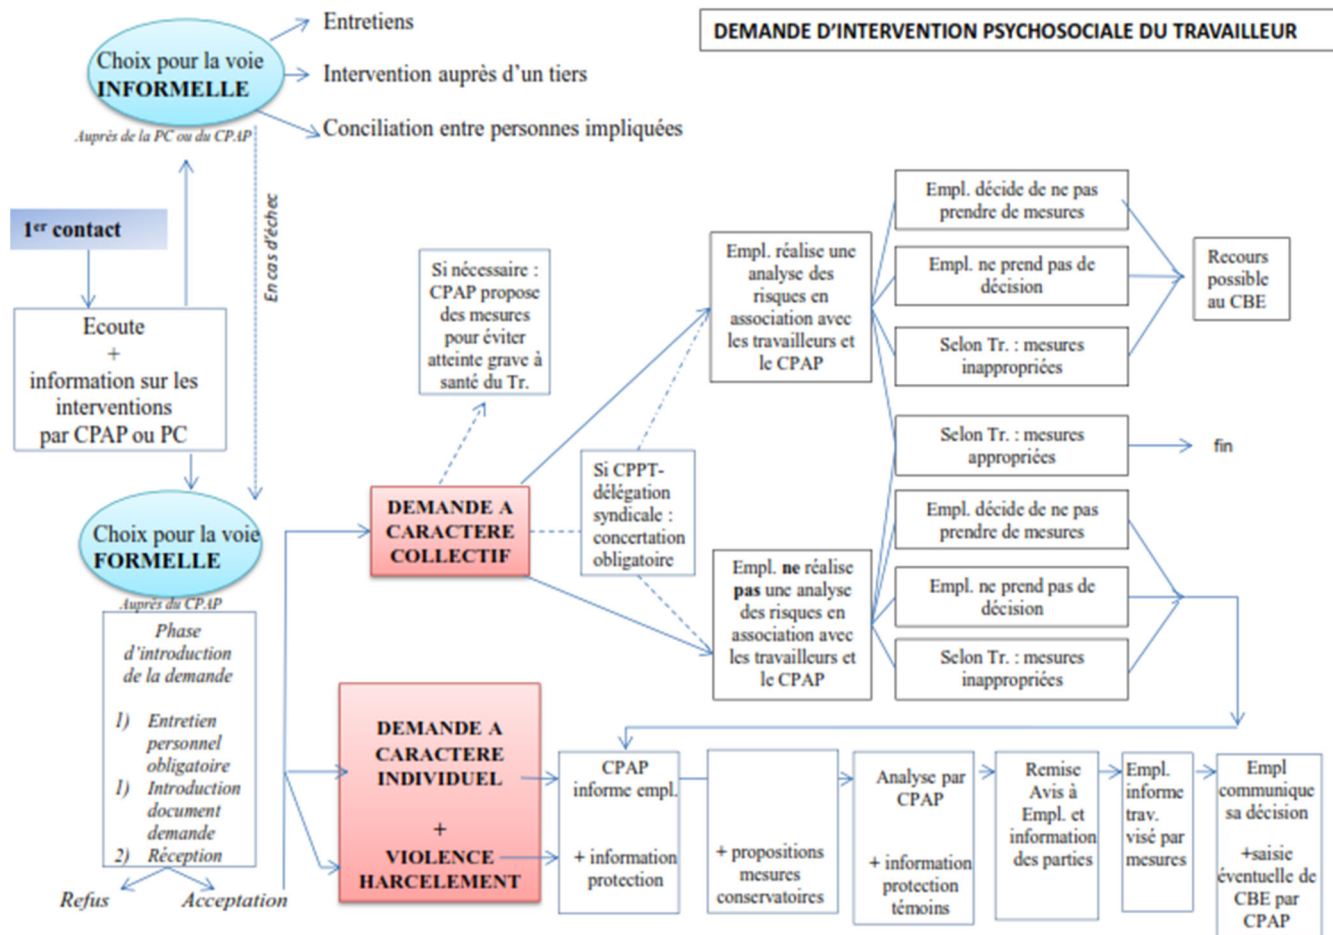 DEMANDE D'INTERVENTION PSYCHOSOCIALE DU TRAVAILLEUR
Choix pour la voie
INFORMELLE
Auprès de la PC ou du CPAP
Entretiens
Intervention auprès d'un tiers
Conciliation entre personnes impliquées
En cas d'échec
1er contact
Ecoute
+
information sur les
interventions
par CPAP ou PC
Choix pour la voie
FORMELLE
Auprès du CPAP
Phase
d'introduction
de la demande
1) Entretien
personnel
obligatoire
1) Introduction
document
demande
2) Réception
Refus
Acceptation
Si nécessaire :
CPAP propose
des mesures
pour éviter
atteinte grave à
santé du Tr.
DEMANDE A
CARACTERE
COLLECTIF
Si CPPT-
délégation
syndicale :
concertation
obligatoire
Empl. réalise une
analyse des
risques en
association avec
les travailleurs et
le CPAP
Empl. ne réalise
pas une analyse
des risques en
association avec
les travailleurs et
le CPAP
Empl. décide de ne pas
prendre de mesures
Empl. ne prend pas de
décision
Selon Tr. : mesures
inappropriées
Recours
possible
au CBE
Selon Tr. : mesures
appropriées
fin
Empl. décide de ne pas
prendre de mesures
Empl. ne prend pas de
décision
Selon Tr. : mesures
inappropriées
DEMANDE A
CARACTERE
INDIVIDUEL
+
VIOLENCE
HARCELEMENT
CPAP
informe empl.
+ information
protection
+ propositions
mesures
conservatoires
Analyse par
CPAP
+ information
protection
témoins
Remise
Avis à
Empl. et
information
des parties
Empl.
informe
trav.
visé par
mesures
Empl
communique
sa décision
+saisie
éventuelle de
CBE par
CPAP